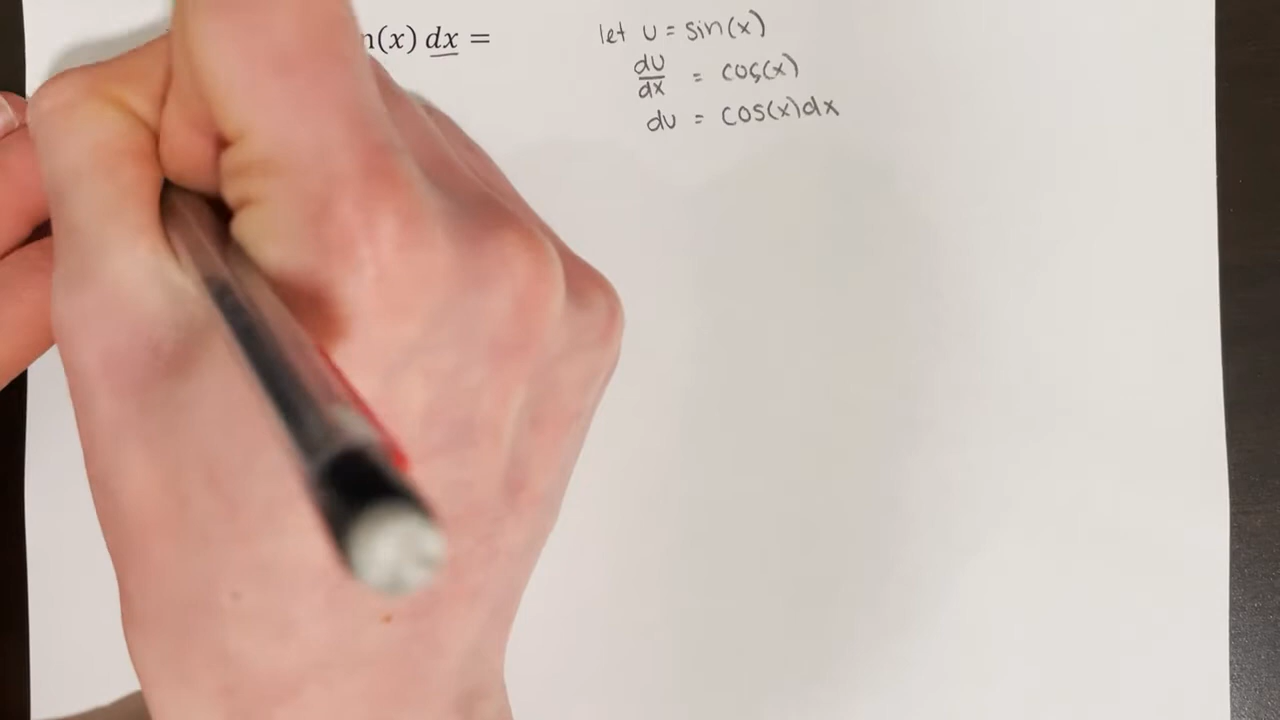 n(x) dx =
let u = sin(x)
du
dx
= cos(x)
du = cos(x)dx